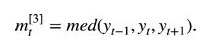 m_t^{[3]} = med(y_{t−1}, y_t, y_{t+1}).